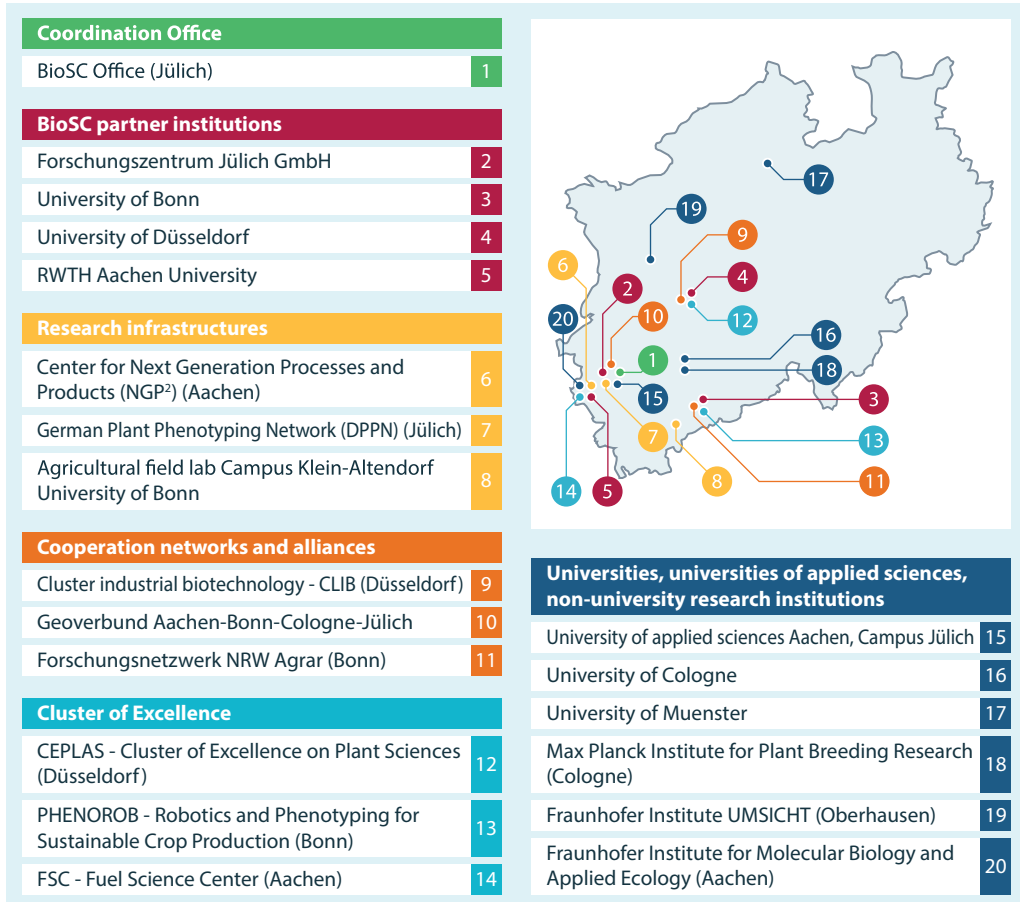 Coordination Office
BioSC Office (Jülich) 1
BioSC partner institutions
Forschungszentrum Jülich GmbH 2
University of Bonn 3
University of Düsseldorf 4
RWTH Aachen University 5
Research infrastructures
Center for Next Generation Processes and
Products (NGP²) (Aachen) 6
German Plant Phenotyping Network (DPPN) (Jülich) 7
Agricultural field lab Campus Klein-Altendorf
University of Bonn 8
Cooperation networks and alliances
Cluster industrial biotechnology - CLIB (Düsseldorf) 9
Geoverbund Aachen-Bonn-Cologne-Jülich 10
Forschungsnetzwerk NRW Agrar (Bonn) 11
Cluster of Excellence
CEPLAS - Cluster of Excellence on Plant Sciences
(Düsseldorf) 12
PHENOROB - Robotics and Phenotyping for
Sustainable Crop Production (Bonn) 13
FSC - Fuel Science Center (Aachen) 14
17
19
9
6
4
2
10
12
20
16
1
18
15
3
7
13
8
11
14
5
Universities, universities of applied sciences,
non-university research institutions
University of applied sciences Aachen, Campus Jülich 15
University of Cologne 16
University of Muenster 17
Max Planck Institute for Plant Breeding Research
(Cologne) 18
Fraunhofer Institute UMSICHT (Oberhausen) 19
Fraunhofer Institute for Molecular Biology and
Applied Ecology (Aachen) 20